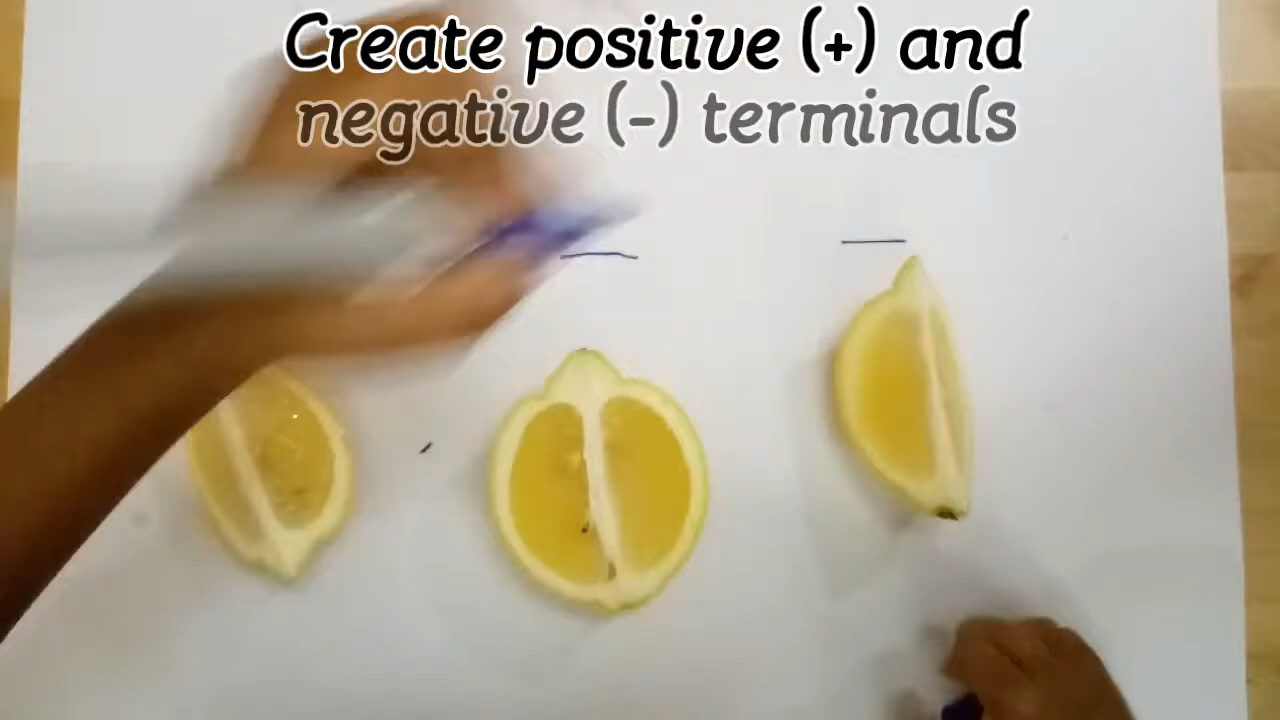 Create positive (+) and
negative (-) terminals